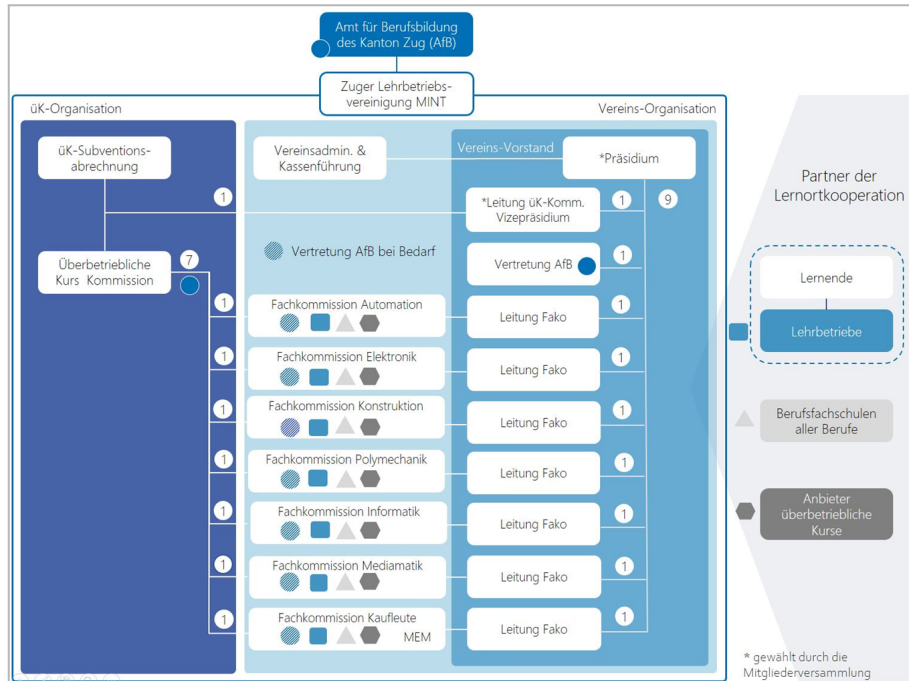 Amt für Berufsbildung
des Kanton Zug (AfB)
Zuger Lehrbetriebs-
vereinigung MINT
üK-Organisation
Vereins-Organisation
üK-Subventions-
abrechnung
Vereinsadmin. &
Kassenführung
Vereins-Vorstand
*Präsidium
Partner der
Lernortkooperation
1
*Leitung üK-Komm.
Vizepräsidium
1
9
Überbetriebliche
Kurs Kommission
7
Vertretung AfB bei Bedarf
Vertretung AfB
1
Lernende
Lehrbetriebe
1
Fachkommission Automation
Leitung Fako
1
1
Fachkommission Elektronik
Leitung Fako
1
1
Fachkommission Konstruktion
Leitung Fako
1
Berufsfachschulen
aller Berufe
1
Fachkommission Polymechanik
Leitung Fako
1
1
Fachkommission Informatik
Leitung Fako
1
Anbieter
überbetriebliche
Kurse
1
Fachkommission Mediamatik
Leitung Fako
1
1
Fachkommission Kaufleute
MEM
Leitung Fako
1
* gewählt durch die
Mitgliederversammlung